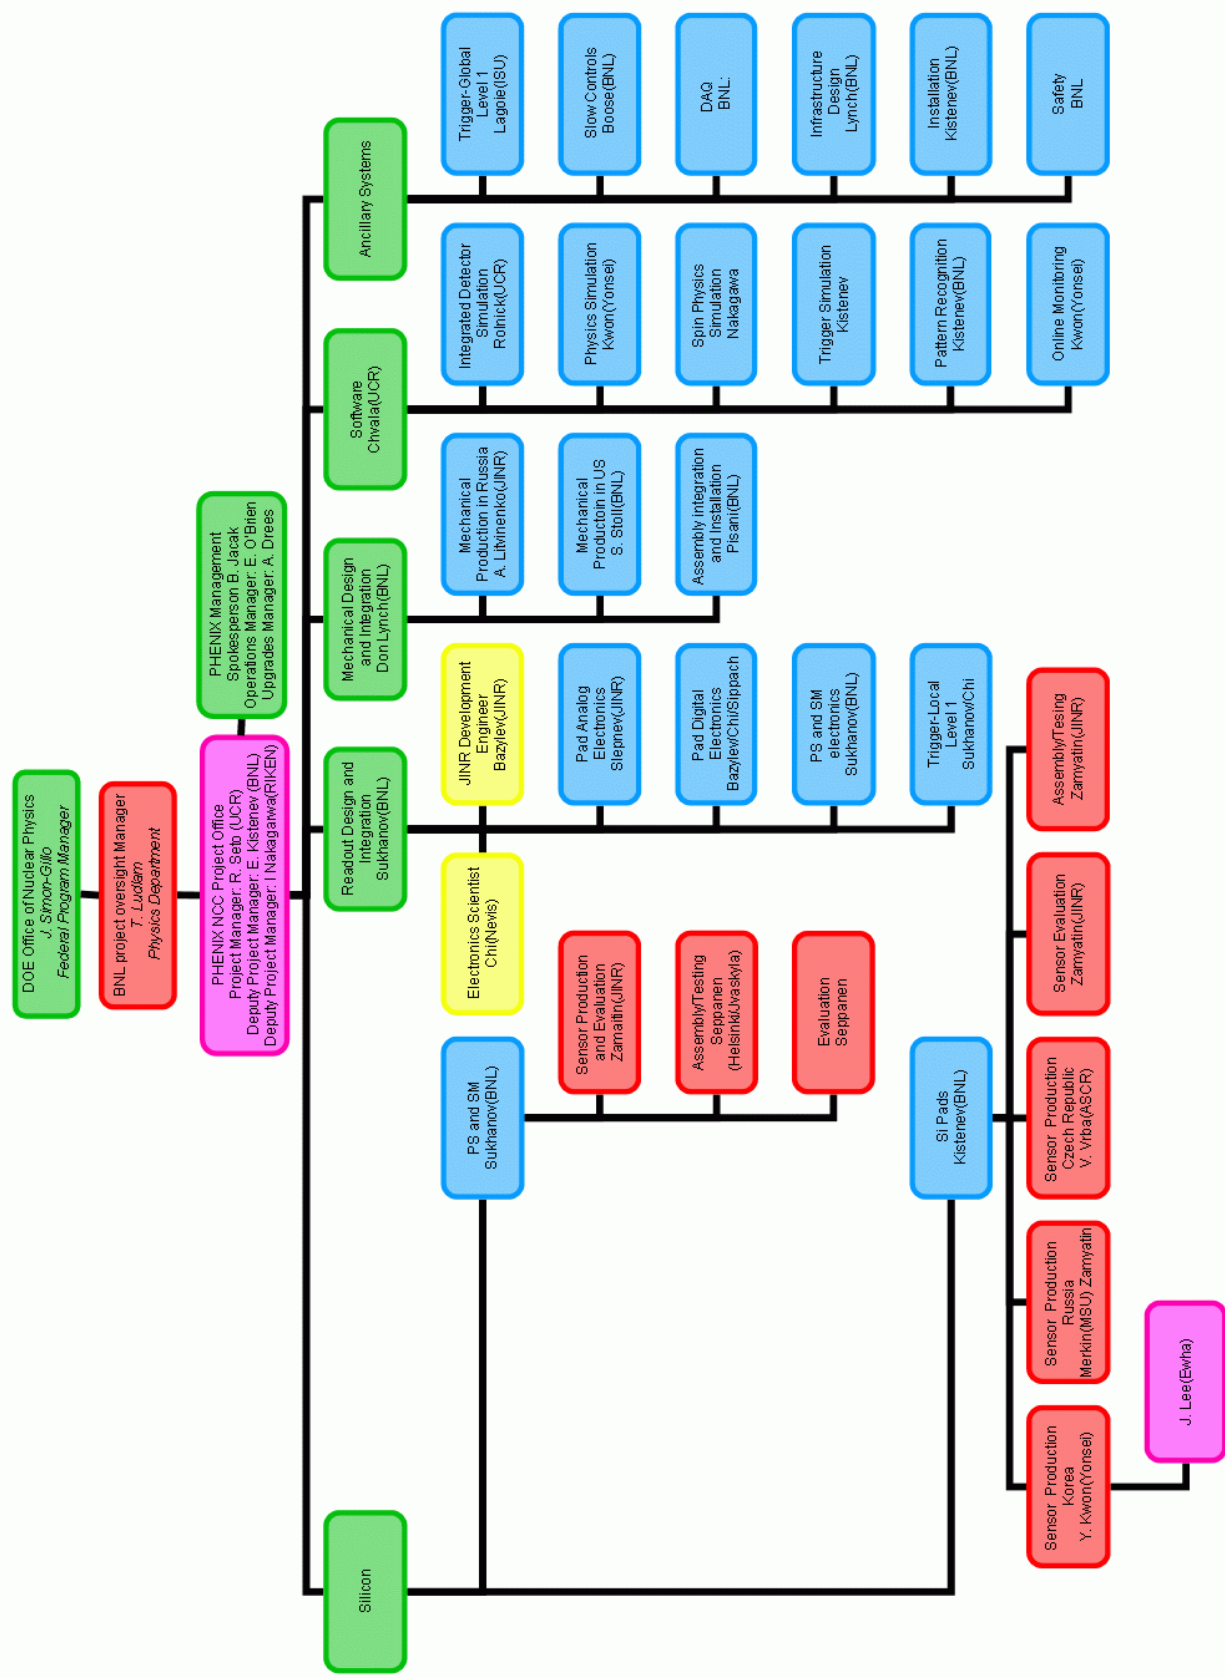 DOE Office of Nuclear Physics
J. Simon-Gillo
Federal Program Manager
BNL project oversight Manager
T. Ludlam
Physics Department
PHENIX NCC Project Office
Project Manager: R. Seto (UCR)
Deputy Project Manager: E. Kistenev (BNL)
Deputy Project Manager: I Nakagarwa(RIKEN)
PHENIX Management
Spokesperson B. Jacak
Operations Manager: E. O'Brien
Upgrades Manager: A. Drees
Silicon
Readout Design and
Integration
Sukhanov(BNL)
Mechanical Design
and Integration
Don Lynch(BNL)
Software
Chvala(UCR)
Ancillary Systems
PS and SM
Sukhanov(BNL)
Sensor Production
and Evaluation
Zamaitin(JINR)
Assembly/Testing
Seppanen
(Helsinki/Jvaskyla)
Evaluation
Seppanen
Si Pads
Kistenev(BNL)
Sensor Production
Korea
Y. Kwon(Yonsei)
J. Lee(Ewha)
Sensor Production
Russia
Merkin(MSU) Zamyatin
Sensor Production
Czech Republic
V. Vrba(ASCR)
Sensor Evaluation
Zamyatin(JINR)
Assembly/Tesing
Zamyatin(JINR)
Electronics Scientist
Chi(Nevis)
JINR Development
Engineer
Bazylev(JINR)
Pad Analog
Electronics
Slepnev(JINR)
Pad Digital
Electronics
Bazylev/Chi/Sippach
PS and SM
electronics
Sukhanov(BNL)
Trigger-Local
Level 1
Sukhanov/Chi
Mechanical
Production in Russia
A. Litvinenko(JINR)
Mechanical
Productoin in US
S. Stoll(BNL)
Assembly integration
and Installation
Pisani(BNL)
Integrated Detector
Simulation
Rolnick(UCR)
Physics Simulation
Kwon(Yonsei)
Spin Physics
Simulation
Nakagawa
Trigger Simulation
Kistenev
Pattern Recognition
Kistenev(BNL)
Online Monitoring
Kwon(Yonsei)
Trigger-Global
Level 1
Lagoie(ISU)
Slow Controls
Boose(BNL)
DAQ
BNL:
Infrastructure
Design
Lynch(BNL)
Installation
Kistenev(BNL)
Safety
BNL